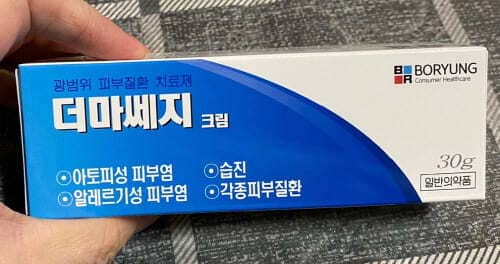 광범위 피부질환 치료제
더마쎄지 크림
아토피성 피부염
습진
알레르기성 피부염
각종피부질환
BR BORYUNG
Consumer Healthcare
30g
일반의약품